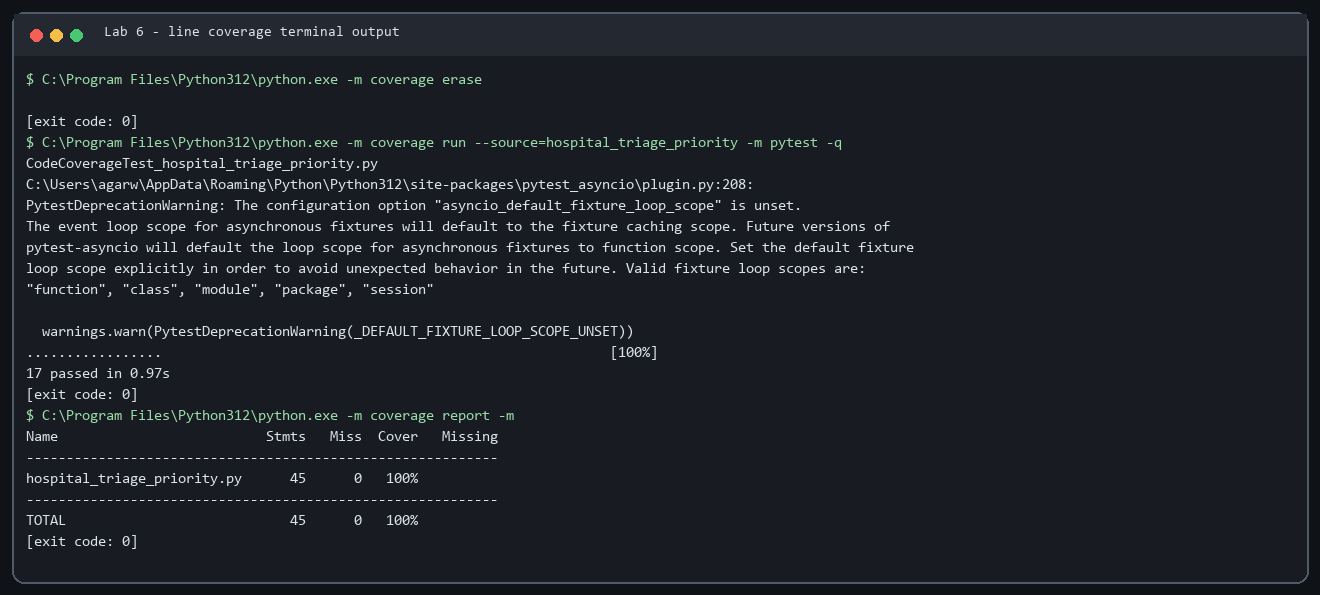 Lab 6 - line coverage terminal output
$ C:\Program Files\Python312\python.exe -m coverage erase
[exit code: 0]
$ C:\Program Files\Python312\python.exe -m coverage run --source=hospital_triage_priority -m pytest -q
CodeCoverageTest_hospital_triage_priority.py
C:\Users\agarw\AppData\Roaming\Python\Python312\site-packages\pytest_asyncio\plugin.py:208:
PytestDeprecationWarning: The configuration option "asyncio_default_fixture_loop_scope" is unset.
The event loop scope for asynchronous fixtures will default to the fixture caching scope. Future versions of
pytest-asyncio will default the loop scope for asynchronous fixtures to function scope. Set the default fixture
loop scope explicitly in order to avoid unexpected behavior in the future. Valid fixture loop scopes are:
"function", "class", "module", "package", "session"
  warnings.warn(PytestDeprecationWarning(_DEFAULT_FIXTURE_LOOP_SCOPE_UNSET))
.................                                                        [100%]
17 passed in 0.97s
[exit code: 0]
$ C:\Program Files\Python312\python.exe -m coverage report -m
Name                          Stmts   Miss  Cover   Missing
-----------------------------------------------------------
hospital_triage_priority.py      45      0   100%
-----------------------------------------------------------
TOTAL                            45      0   100%
[exit code: 0]